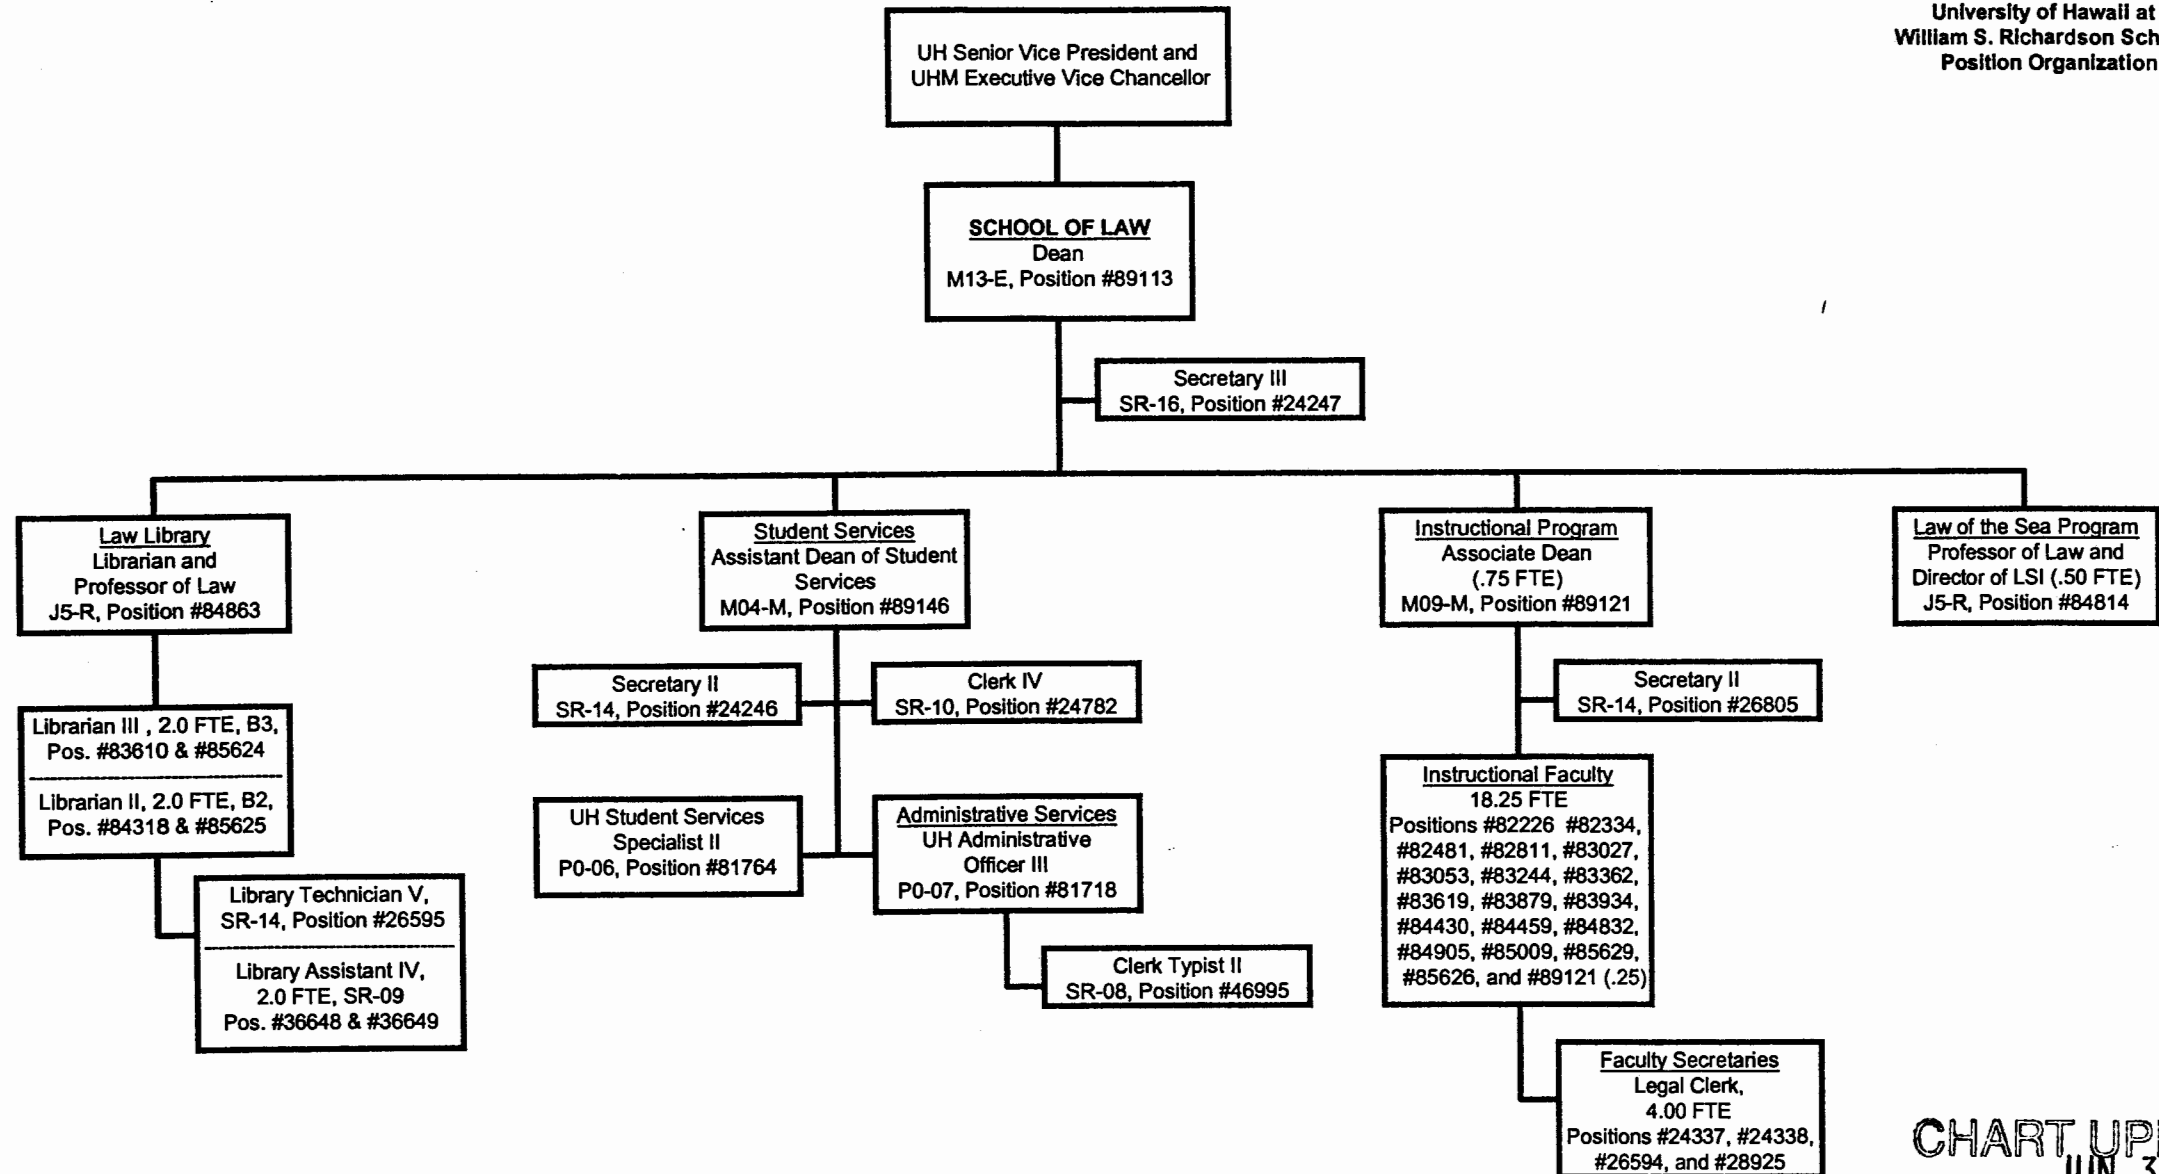 University of Hawaii at
William S. Richardson Sch
Position Organization
UH Senior Vice President and
UHM Executive Vice Chancellor
SCHOOL OF LAW
Dean
M13-E, Position #89113
Secretary III
SR-16, Position #24247
Law Library
Librarian and
Professor of Law
J5-R, Position #84863
Student Services
Assistant Dean of Student
Services
M04-M, Position #89146
Instructional Program
Associate Dean
(.75 FTE)
M09-M, Position #89121
Law of the Sea Program
Professor of Law and
Director of LSI (.50 FTE)
J5-R, Position #84814
Librarian III , 2.0 FTE, B3,
Pos. #83610 & #85624
Librarian II, 2.0 FTE, B2,
Pos. #84318 & #85625
Library Technician V,
SR-14, Position #26595
Library Assistant IV,
2.0 FTE, SR-09
Pos. #36648 & #36649
Secretary II
SR-14, Position #24246
Clerk IV
SR-10, Position #24782
UH Student Services
Specialist II
P0-06, Position #81764
Administrative Services
UH Administrative
Officer III
P0-07, Position #81718
Clerk Typist II
SR-08, Position #46995
Secretary II
SR-14, Position #26805
Instructional Faculty
18.25 FTE
Positions #82226 #82334,
#82481, #82811, #83027,
#83053, #83244, #83362,
#83619, #83879, #83934,
#84430, #84459, #84832,
#84905, #85009, #85629,
#85626, and #89121 (.25)
Faculty Secretaries
Legal Clerk,
4.00 FTE
Positions #24337, #24338,
#26594, and #28925
CHART UP
JUN 3